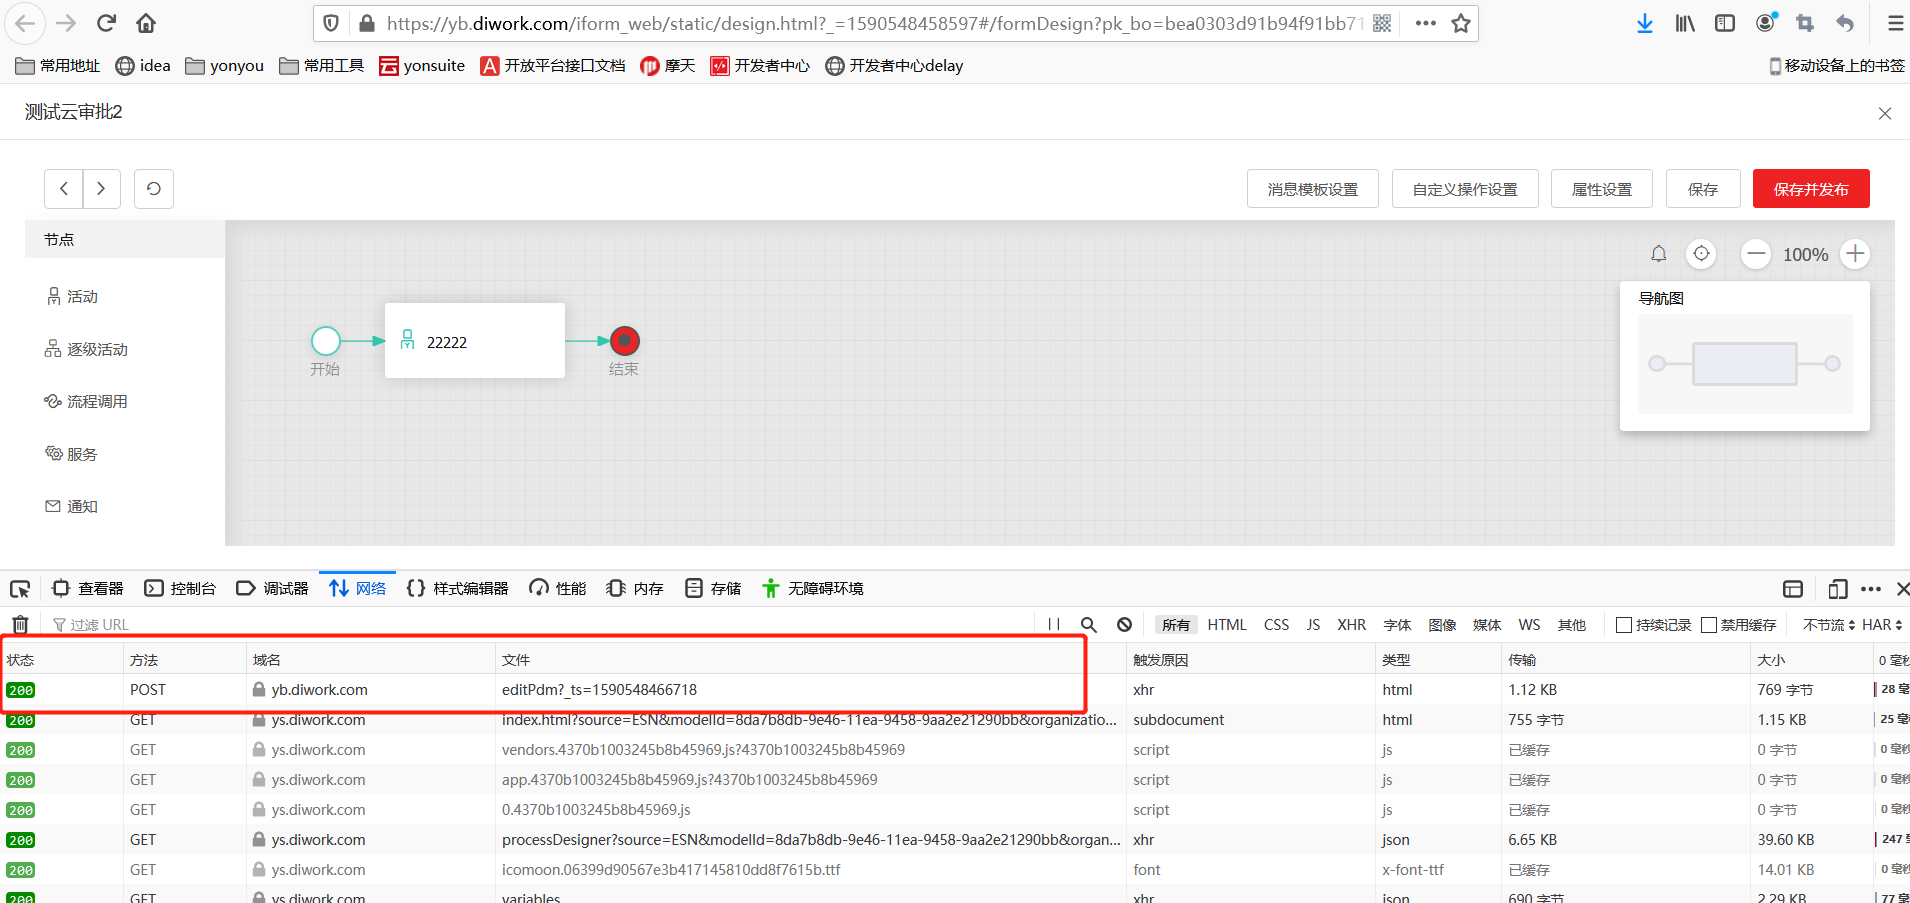 https://yb.diwork.com/iform_web/static/design.html?_=1590548458597#/formDesign?pk_bo=bea0303d91b94f91bb71
常用地址 idea yonyou 常用工具 yonsuite 开放平台接口文档 摩天 开发者中心 开发者中心delay 移动设备上的书签
测试云审批2
消息模板设置 自定义操作设置 属性设置 保存 保存并发布
节点
100%
导航图
活动
22222
逐级活动
开始 结束
流程调用
服务
通知
查看器 控制台 调试器 网络 样式编辑器 性能 内存 存储 无障碍环境
过滤 URL 所有 HTML CSS JS XHR 字体 图像 媒体 WS 其他 持续记录 禁用缓存 不节流 HAR
状态 方法 域名 文件 触发原因 类型 传输 大小 0 毫秒
200 POST yb.diwork.com editPdm?_ts=1590548466718 xhr html 1.12 KB 769 字节 28 毫
200 GET ys.diwork.com index.html?source=ESN&modelId=8da7b8db-9e46-11ea-9458-9aa2e21290bb&organizatio... subdocument html 755 字节 1.15 KB 25 毫
200 GET ys.diwork.com vendors.4370b1003245b8b45969.js?4370b1003245b8b45969 script js 已缓存 0 字节 0 毫秒
200 GET ys.diwork.com app.4370b1003245b8b45969.js?4370b1003245b8b45969 script js 已缓存 0 字节 0 毫秒
200 GET ys.diwork.com 0.4370b1003245b8b45969.js script js 已缓存 0 字节 0 毫秒
200 GET ys.diwork.com processDesigner?source=ESN&modelId=8da7b8db-9e46-11ea-9458-9aa2e21290bb&organ... xhr json 6.65 KB 39.60 KB 247
200 GET ys.diwork.com icomoon.06399d90567e3b417145810dd8f7615b.ttf font x-font-ttf 已缓存 14.01 KB 0 毫秒
200 GET ys.diwork.com variables xhr json 690 字节 2.29 KB 77 毫